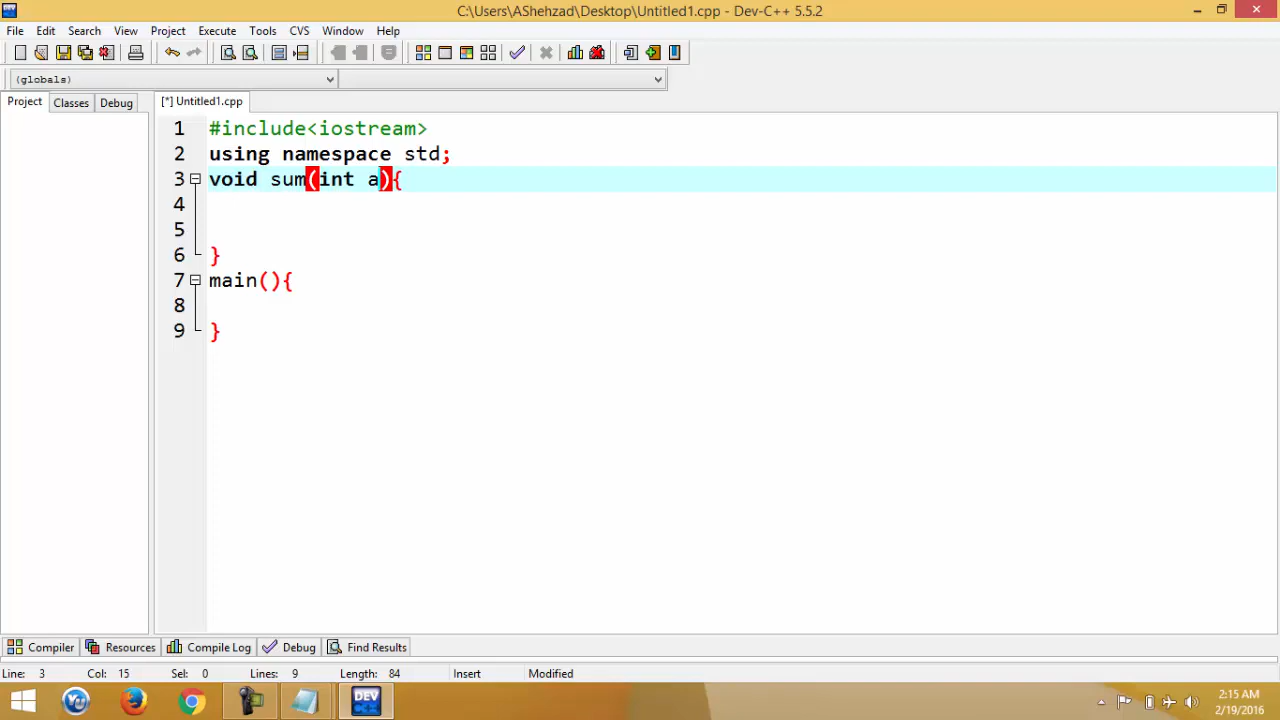 C:\Users\AShehzad\Desktop\Untitled1.cpp - Dev-C++ 5.5.2
File Edit Search View Project Execute Tools CVS Window Help
(globals)
Project Classes Debug [*] Untitled1.cpp
1 #include<iostream>
2 using namespace std;
3 void sum(int a){
4
5
6 }
7 main(){
8
9 }
Compiler Resources Compile Log Debug Find Results
Line: 3 Col: 15 Sel: 0 Lines: 9 Length: 84 Insert Modified
DEV C++
2:15 AM
2/19/2016